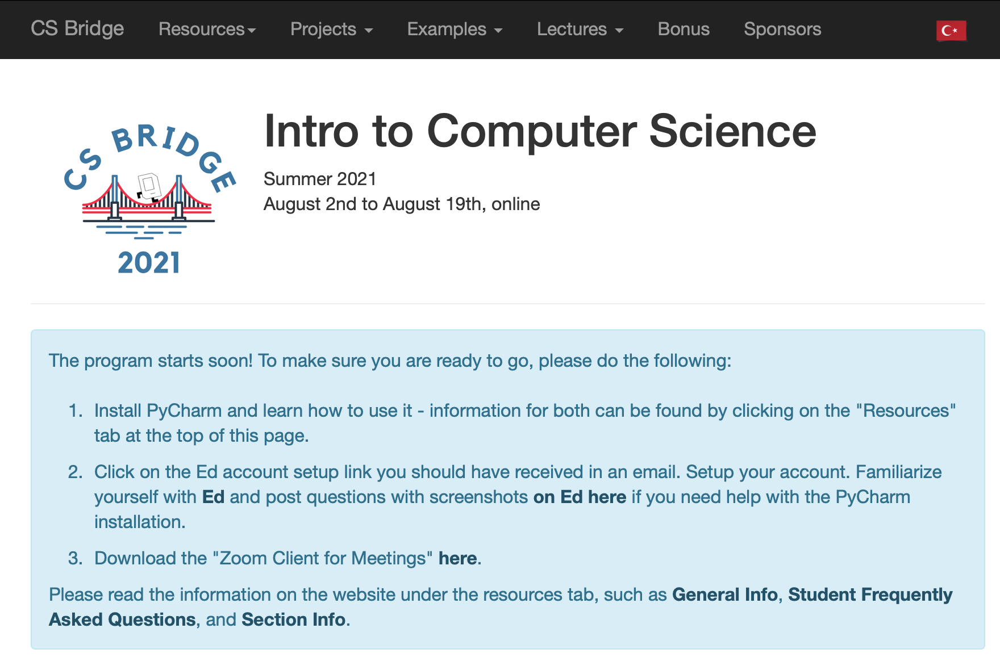 CS Bridge Resources Projects Examples Lectures Bonus Sponsors
CS BRIDGE
2021
Intro to Computer Science
Summer 2021
August 2nd to August 19th, online
The program starts soon! To make sure you are ready to go, please do the following:
1. Install PyCharm and learn how to use it - information for both can be found by clicking on the "Resources"
tab at the top of this page.
2. Click on the Ed account setup link you should have received in an email. Setup your account. Familiarize
yourself with Ed and post questions with screenshots on Ed here if you need help with the PyCharm
installation.
3. Download the "Zoom Client for Meetings" here.
Please read the information on the website under the resources tab, such as General Info, Student Frequently
Asked Questions, and Section Info.